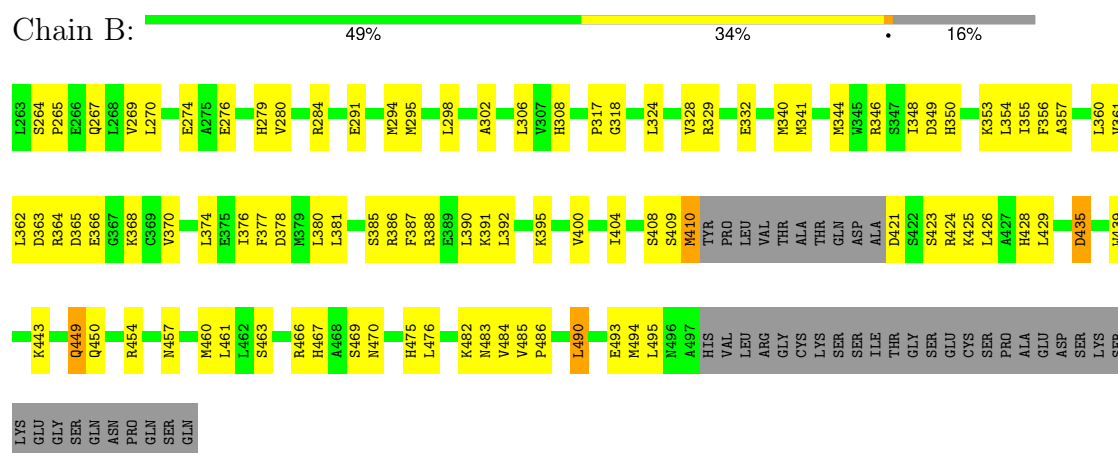 Chain B:
49% 34% • 16%
L263 S264 P265 E266 Q267 L268 V269 L270 E274 A275 E276 H279 V280 R284 E291 M294 M295 L298 A302 L306 V307 H308 P317 G318 L324 V328 R329 E332 M340 M341 M344 W345 R346 S347 I348 D349 H350 K353 L354 I355 F356 A357 L360 V361
L362 D363 R364 D365 E366 G367 K368 C369 V370 L374 E375 I376 F377 D378 M379 L380 L381 S385 R386 F387 R388 E389 L390 K391 L392 K395 V400 I404 S408 S409 M410 TYR PRO LEU VAL THR ALA THR GLN ASP ALA D421 S422 S423 R424 K425 L426 A427 H428 L429 D435 W439
K443 Q449 Q450 R454 N457 M460 L461 L462 S463 R466 H467 A468 S469 N470 H475 L476 K482 N483 V484 V485 P486 L490 E493 M494 L495 N496 A497 HIS VAL LEU ARG GLY CYS LYS SER SER ILE THR GLY SER GLU CYS SER PRO ALA GLU ASP SER LYS SER
LYS GLU GLY SER GLN ASN PRO GLN SER GLN